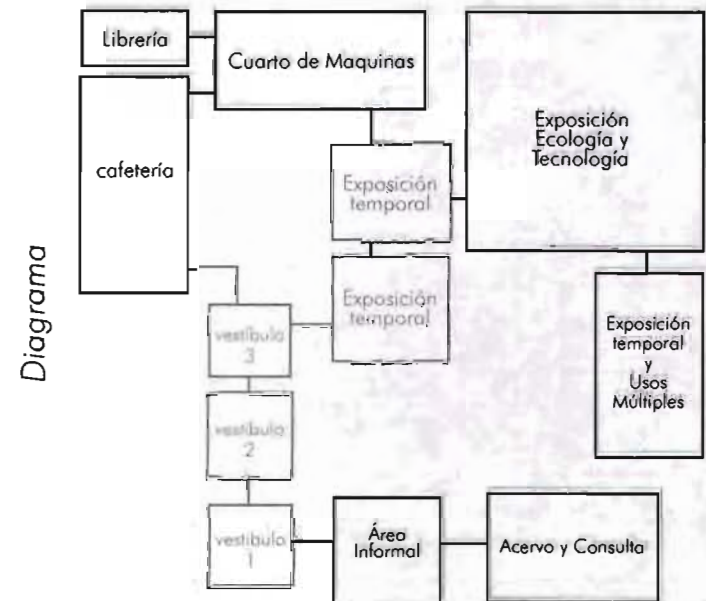 Diagrama
Librería
Cuarto de Maquinas
cafetería
Exposición
Ecología y
Tecnología
Exposición
temporal
Exposición
temporal
vestíbulo
3
Exposición
temporal
y
Usos
Múltiples
vestíbulo
2
vestíbulo
1
Área
Informal
Acervo y Consulta